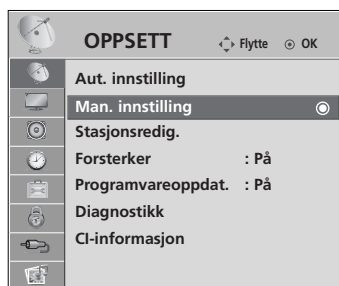 OPPSETT Flytte OK
Aut. innstilling
Man. innstilling
Stasjonsredig.
Forsterker : På
Programvareoppdat. : På
Diagnostikk
CI-informasjon